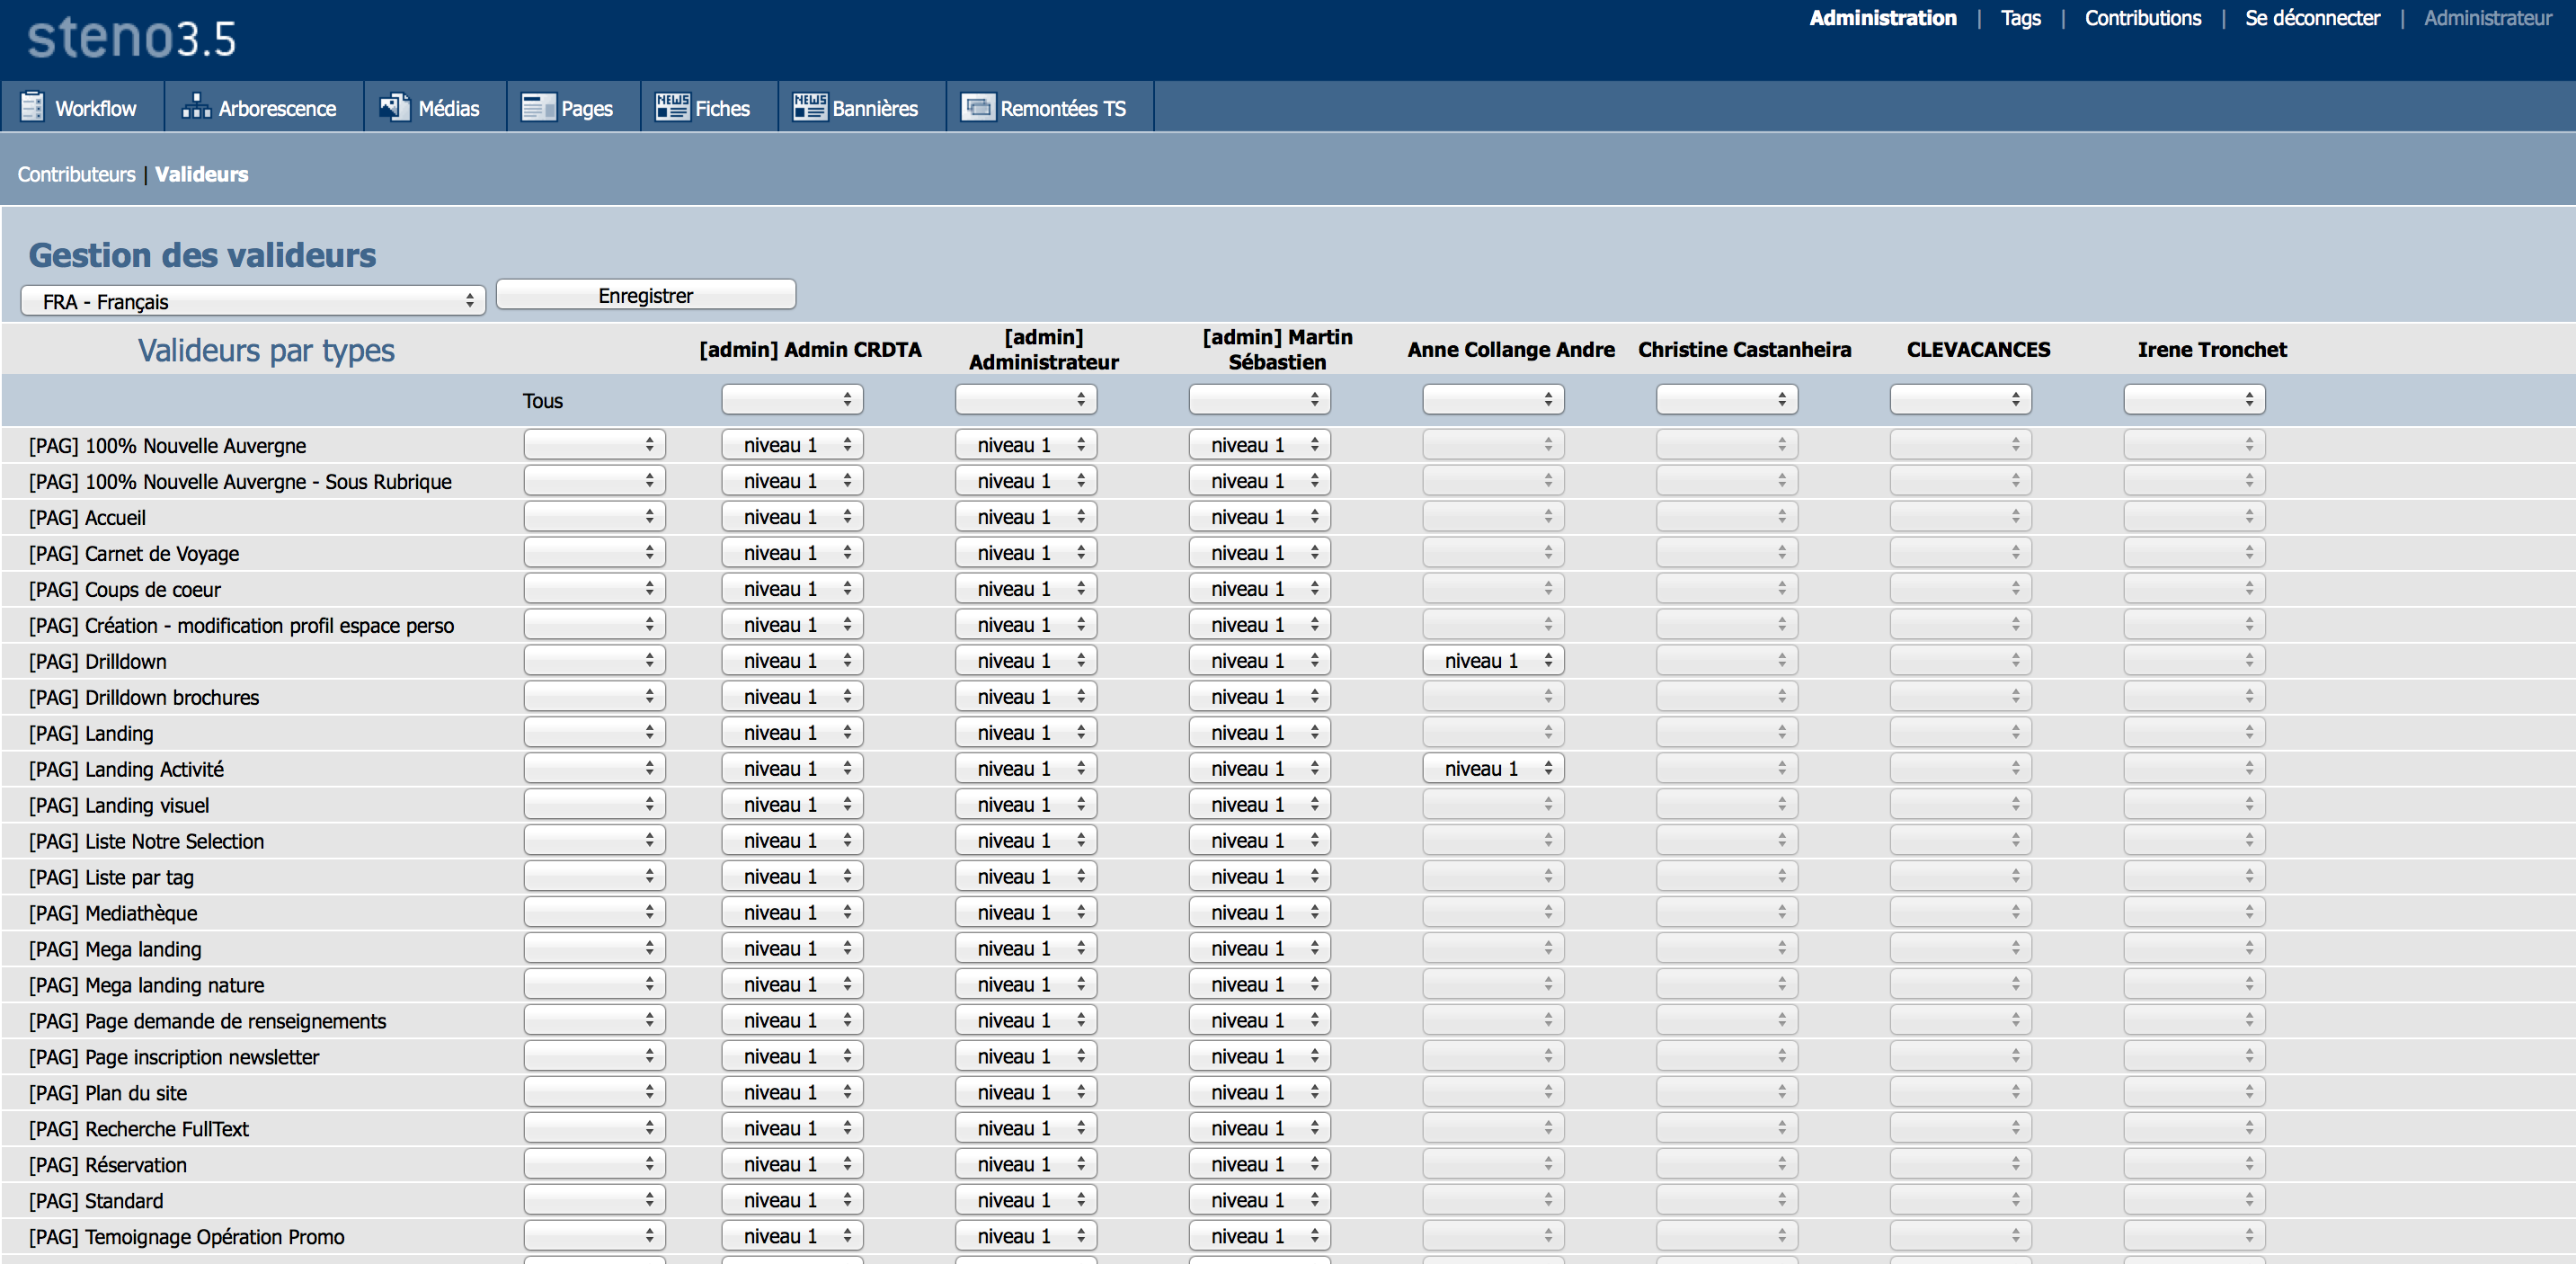 steno3.5
Administration | Tags | Contributions | Se déconnecter | Administrateur
Workflow Arborescence Médias Pages NEWS Fiches NEWS Bannières Remontées TS
Contributeurs | Valideurs
Gestion des valideurs
FRA - Français Enregistrer
Valideurs par types [admin] Admin CRDTA [admin] Administrateur [admin] Martin Sébastien Anne Collange Andre Christine Castanheira CLEVACANCES Irene Tronchet
Tous
[PAG] 100% Nouvelle Auvergne niveau 1 niveau 1 niveau 1
[PAG] 100% Nouvelle Auvergne - Sous Rubrique niveau 1 niveau 1 niveau 1
[PAG] Accueil niveau 1 niveau 1 niveau 1
[PAG] Carnet de Voyage niveau 1 niveau 1 niveau 1
[PAG] Coups de coeur niveau 1 niveau 1 niveau 1
[PAG] Création - modification profil espace perso niveau 1 niveau 1 niveau 1
[PAG] Drilldown niveau 1 niveau 1 niveau 1 niveau 1
[PAG] Drilldown brochures niveau 1 niveau 1 niveau 1
[PAG] Landing niveau 1 niveau 1 niveau 1
[PAG] Landing Activité niveau 1 niveau 1 niveau 1 niveau 1
[PAG] Landing visuel niveau 1 niveau 1 niveau 1
[PAG] Liste Notre Selection niveau 1 niveau 1 niveau 1
[PAG] Liste par tag niveau 1 niveau 1 niveau 1
[PAG] Mediathèque niveau 1 niveau 1 niveau 1
[PAG] Mega landing niveau 1 niveau 1 niveau 1
[PAG] Mega landing nature niveau 1 niveau 1 niveau 1
[PAG] Page demande de renseignements niveau 1 niveau 1 niveau 1
[PAG] Page inscription newsletter niveau 1 niveau 1 niveau 1
[PAG] Plan du site niveau 1 niveau 1 niveau 1
[PAG] Recherche FullText niveau 1 niveau 1 niveau 1
[PAG] Réservation niveau 1 niveau 1 niveau 1
[PAG] Standard niveau 1 niveau 1 niveau 1
[PAG] Temoignage Opération Promo niveau 1 niveau 1 niveau 1